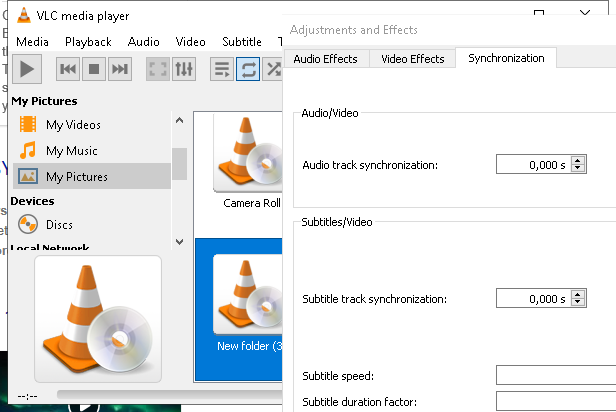 VLC media player
Media Playback Audio Video Subtitle
Adjustments and Effects
Audio Effects Video Effects Synchronization
My Pictures
My Videos
My Music
My Pictures
Devices
Discs
Local Network
Camera Roll
New folder (3
--:--
Audio/Video
Audio track synchronization: 0,000 s
Subtitles/Video
Subtitle track synchronization: 0,000 s
Subtitle speed:
Subtitle duration factor: